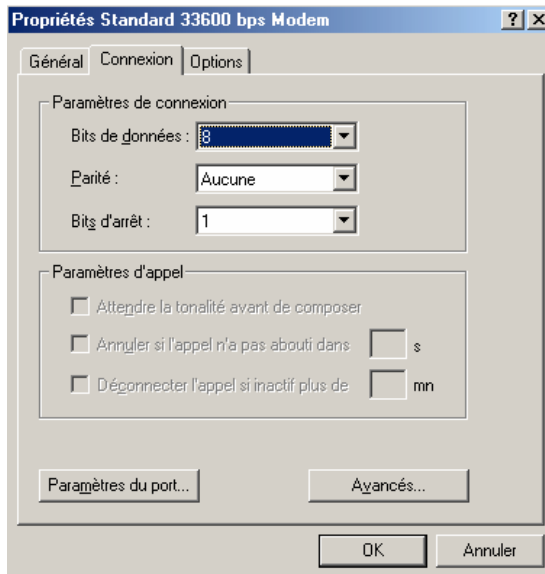 Propriétés Standard 33600 bps Modem
Général Connexion Options
Paramètres de connexion
Bits de données : 8
Parité : Aucune
Bits d'arrêt : 1
Paramètres d'appel
Attendre la tonalité avant de composer
Annuler si l'appel n'a pas abouti dans s
Déconnecter l'appel si inactif plus de mn
Paramètres du port... Avancés...
OK Annuler